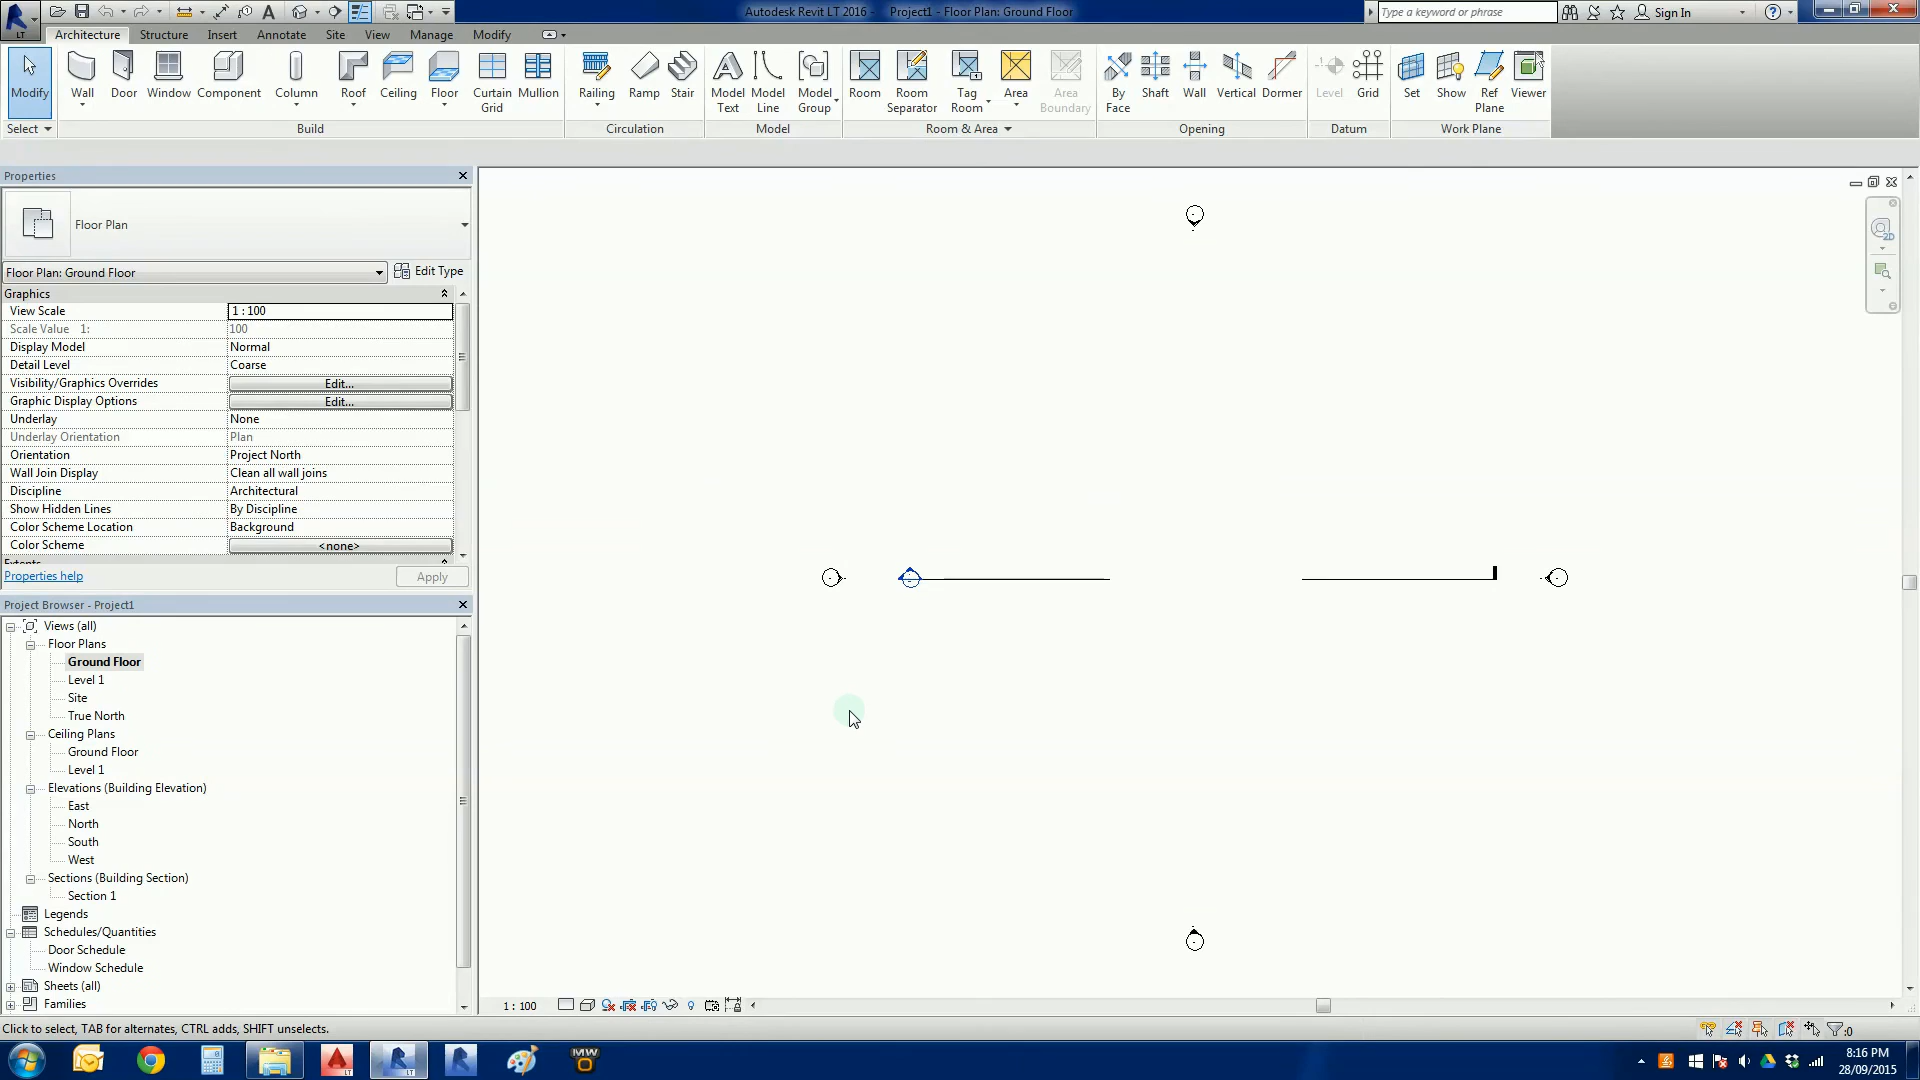 Autodesk Revit LT 2016 - Project1 - Floor Plan: Ground Floor
Type a keyword or phrase
Sign In
LT
Architecture Structure Insert Annotate Site View Manage Modify
Modify
Wall
Door
Window
Component
Column
Roof
Ceiling
Floor
Curtain Grid
Mullion
Railing
Ramp
Stair
Model Text
Model Line
Model Group
Room
Room Separator
Tag Room
Area
Area Boundary
By Face
Shaft
Wall
Vertical
Dormer
Level
Grid
Set
Show
Ref Plane
Viewer
Select
Build
Circulation
Model
Room & Area
Opening
Datum
Work Plane
Properties
Floor Plan
Floor Plan: Ground Floor
Edit Type
Graphics
View Scale 1 : 100
Scale Value 1: 100
Display Model Normal
Detail Level Coarse
Visibility/Graphics Overrides Edit...
Graphic Display Options Edit...
Underlay None
Underlay Orientation Plan
Orientation Project North
Wall Join Display Clean all wall joins
Discipline Architectural
Show Hidden Lines By Discipline
Color Scheme Location Background
Color Scheme <none>
Extents
Properties help
Apply
Project Browser - Project1
Views (all)
Floor Plans
Ground Floor
Level 1
Site
True North
Ceiling Plans
Ground Floor
Level 1
Elevations (Building Elevation)
East
North
South
West
Sections (Building Section)
Section 1
Legends
Schedules/Quantities
Door Schedule
Window Schedule
Sheets (all)
Families
2D
1 : 100
Click to select, TAB for alternates, CTRL adds, SHIFT unselects.
:0
LT
LT
MW
8:16 PM
28/09/2015